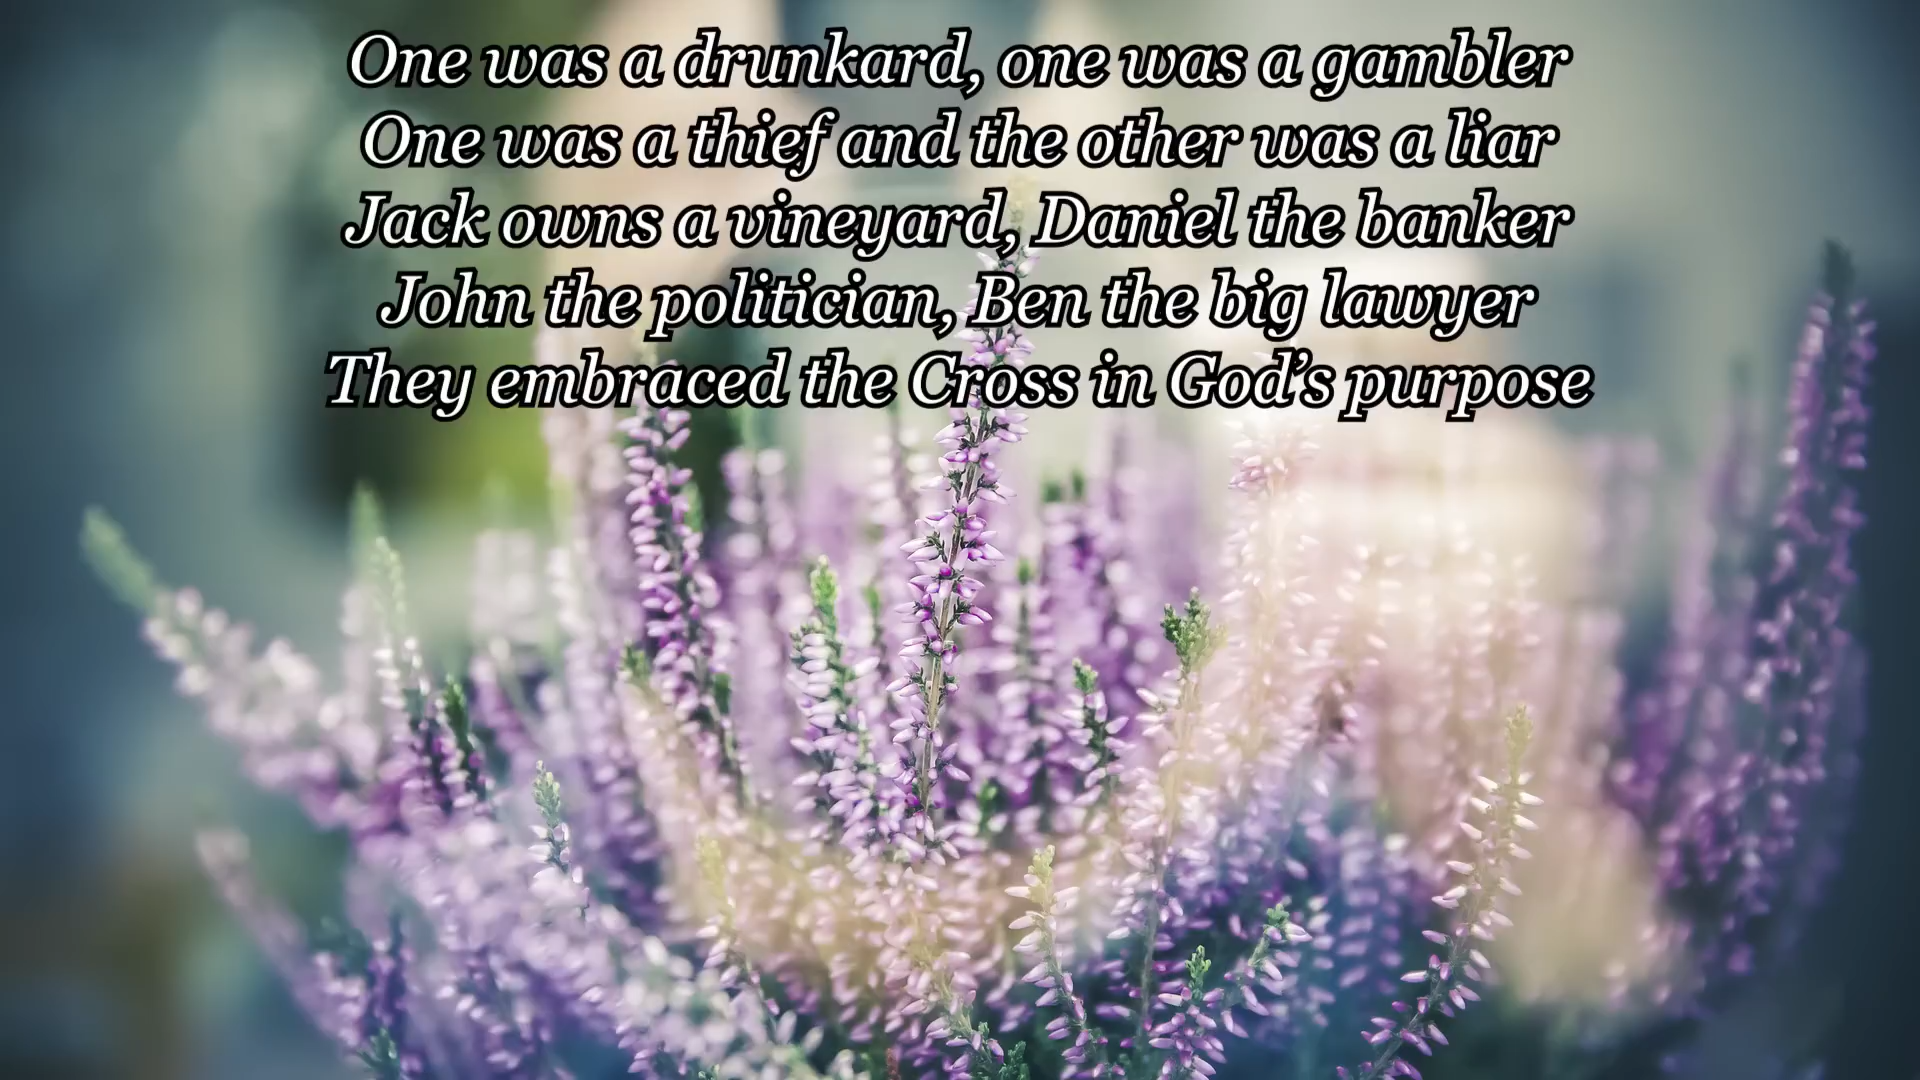 One was a drunkard, one was a gambler
One was a thief and the other was a liar
Jack owns a vineyard, Daniel the banker
John the politician, Ben the big lawyer
They embraced the Cross in God’s purpose